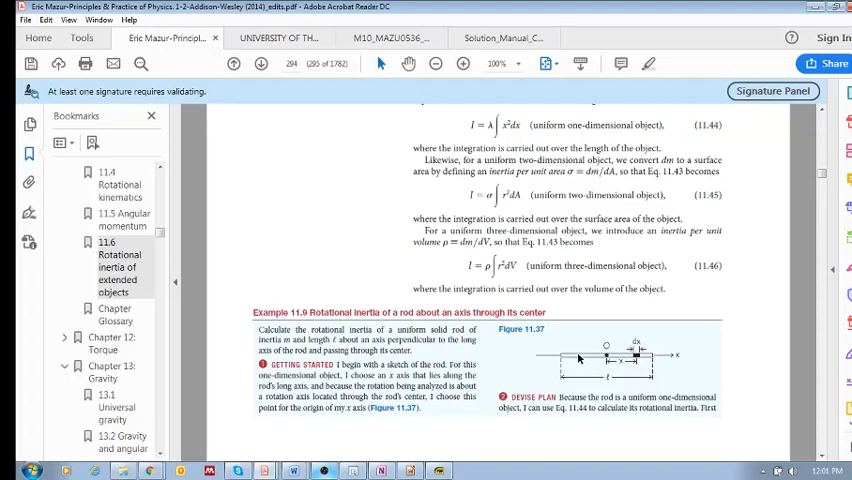 Eric Mazur-Principles & Practice of Physics. 1-2-Addison-Wesley (2014)_edits.pdf - Adobe Acrobat Reader DC
File Edit View Window Help
Home Tools Eric Mazur-Principl... × UNIVERSITY OF TH... M10_MAZU0536_m... Solution_Manual_C... Sign In
294 (295 of 1782) 100% Share
At least one signature requires validating. Signature Panel
Bookmarks
11.4
Rotational
kinematics
11.5 Angular
momentum
11.6
Rotational
inertia of
extended
objects
Chapter
Glossary
Chapter 12:
Torque
Chapter 13:
Gravity
13.1
Universal
gravity
13.2 Gravity
and angular
I = λ ∫ x²dx (uniform one-dimensional object), (11.44)
where the integration is carried out over the length of the object.
Likewise, for a uniform two-dimensional object, we convert dm to a surface
area by defining an inertia per unit area σ ≡ dm/dA, so that Eq. 11.43 becomes
I = σ ∫ r²dA (uniform two-dimensional object), (11.45)
where the integration is carried out over the surface area of the object.
For a uniform three-dimensional object, we introduce an inertia per unit
volume ρ ≡ dm/dV, so that Eq. 11.43 becomes
I = ρ ∫ r²dV (uniform three-dimensional object), (11.46)
where the integration is carried out over the volume of the object.
Example 11.9 Rotational inertia of a rod about an axis through its center
Calculate the rotational inertia of a uniform solid rod of
inertia m and length ℓ about an axis perpendicular to the long
axis of the rod and passing through its center.
❶ GETTING STARTED I begin with a sketch of the rod. For this
one-dimensional object, I choose an x axis that lies along the
rod's long axis, and because the rotation being analyzed is about
a rotation axis located through the rod's center, I choose this
point for the origin of my x axis (Figure 11.37).
Figure 11.37
dx
x
x
ℓ
❷ DEVISE PLAN Because the rod is a uniform one-dimensional
object, I can use Eq. 11.44 to calculate its rotational inertia. First
12:01 PM